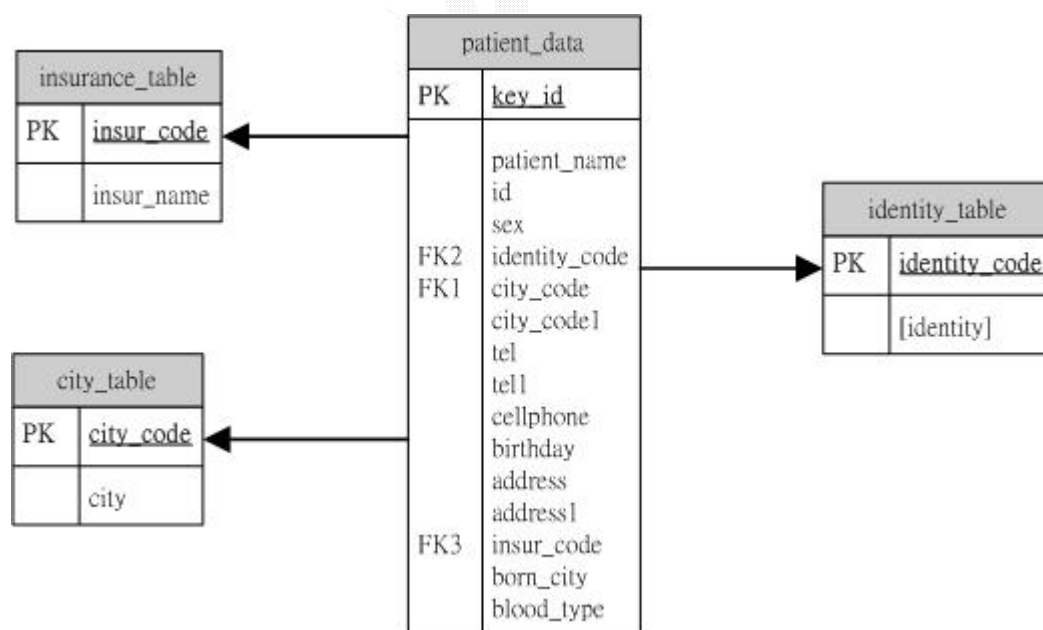 insurance_table
PK insur_code
insur_name
city_table
PK city_code
city
patient_data
PK key_id
patient_name
id
sex
FK2 identity_code
FK1 city_code
city_code1
tel
tel1
cellphone
birthday
address
address1
FK3 insur_code
born_city
blood_type
identity_table
PK identity_code
[identity]